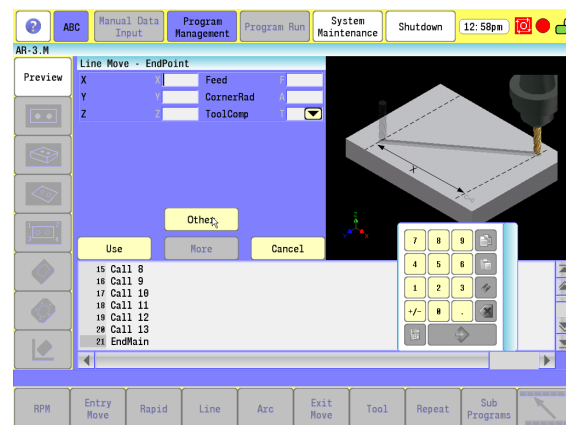 ?
ABC
Manual Data Input
Program Management
Program Run
System Maintenance
Shutdown
12:58pm
AR-3.M
Preview
Line Move - EndPoint
X X Feed F
Y Y CornerRad A
Z Z ToolComp T
X
Other
Use More Cancel
15 Call 8
16 Call 9
17 Call 10
18 Call 11
19 Call 12
20 Call 13
21 EndMain
7 8 9
4 5 6
1 2 3
+/- 0 .
RPM
Entry Move
Rapid
Line
Arc
Exit Move
Tool
Repeat
Sub Programs